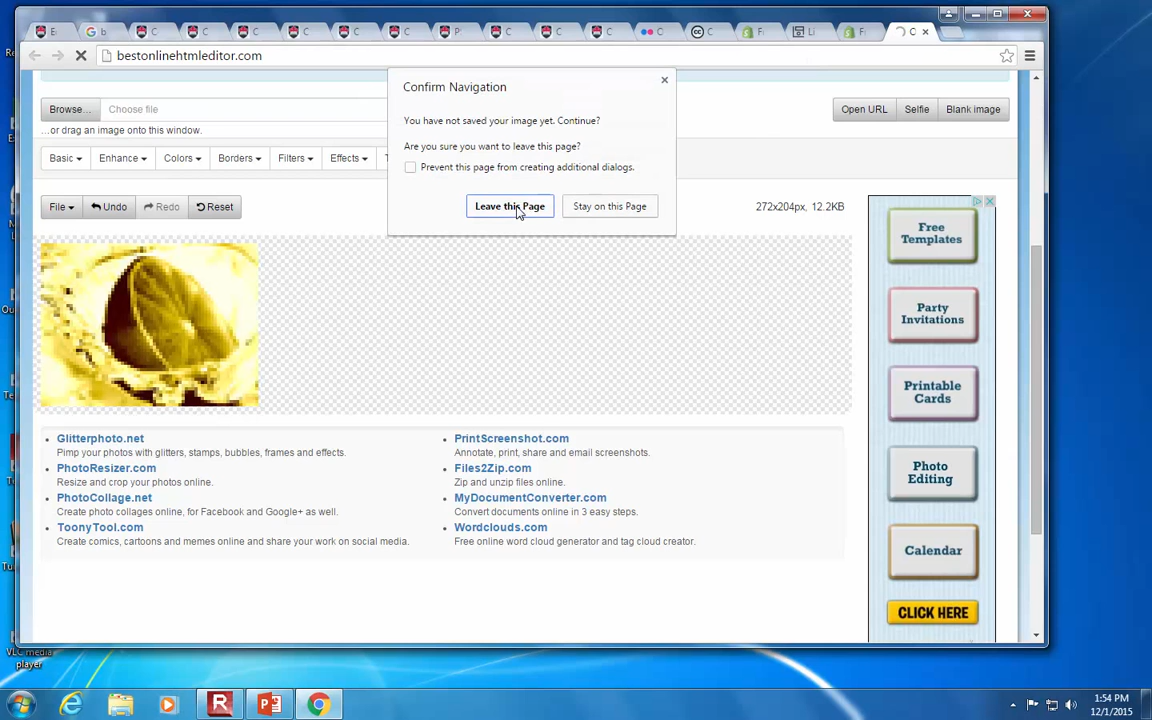 E
b
C
C
C
C
C
C
P
C
C
C
C
Fi
Li
Fi
C
bestonlinehtmleditor.com
Confirm Navigation
You have not saved your image yet. Continue?
Are you sure you want to leave this page?
Prevent this page from creating additional dialogs.
Leave this Page
Stay on this Page
Browse...
Choose file
Open URL
Selfie
Blank image
...or drag an image onto this window.
Basic
Enhance
Colors
Borders
Filters
Effects
File
Undo
Redo
Reset
272x204px, 12.2KB
Free
Templates
Party
Invitations
Printable
Cards
Photo
Editing
Calendar
CLICK HERE
Glitterphoto.net
Pimp your photos with glitters, stamps, bubbles, frames and effects.
PhotoResizer.com
Resize and crop your photos online.
PhotoCollage.net
Create photo collages online, for Facebook and Google+ as well.
ToonyTool.com
Create comics, cartoons and memes online and share your work on social media.
PrintScreenshot.com
Annotate, print, share and email screenshots.
Files2Zip.com
Zip and unzip files online.
MyDocumentConverter.com
Convert documents online in 3 easy steps.
Wordclouds.com
Free online word cloud generator and tag cloud creator.
VLC media
player
1:54 PM
12/1/2015